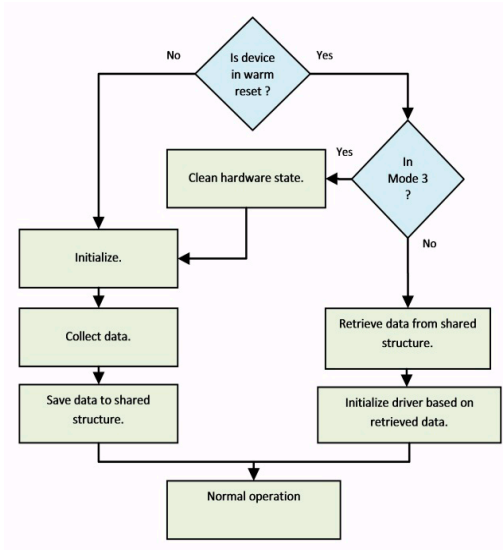 No
Is device
in warm
reset ?
Yes
Yes
In
Mode 3
?
Clean hardware state.
No
Initialize.
Collect data.
Retrieve data from shared
structure.
Save data to shared
structure.
Initialize driver based on
retrieved data.
Normal operation